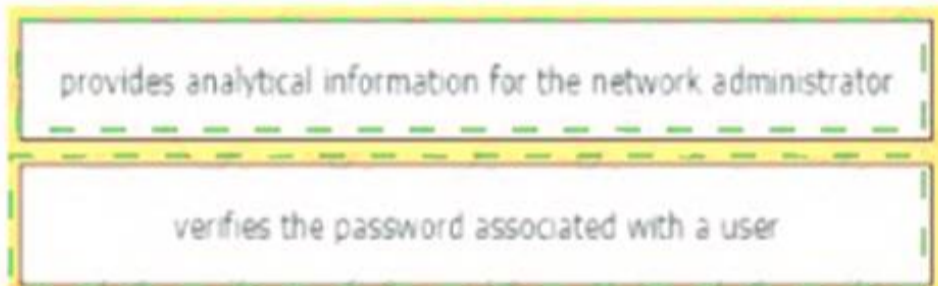 provides analytical information for the network administrator
verifies the password associated with a user